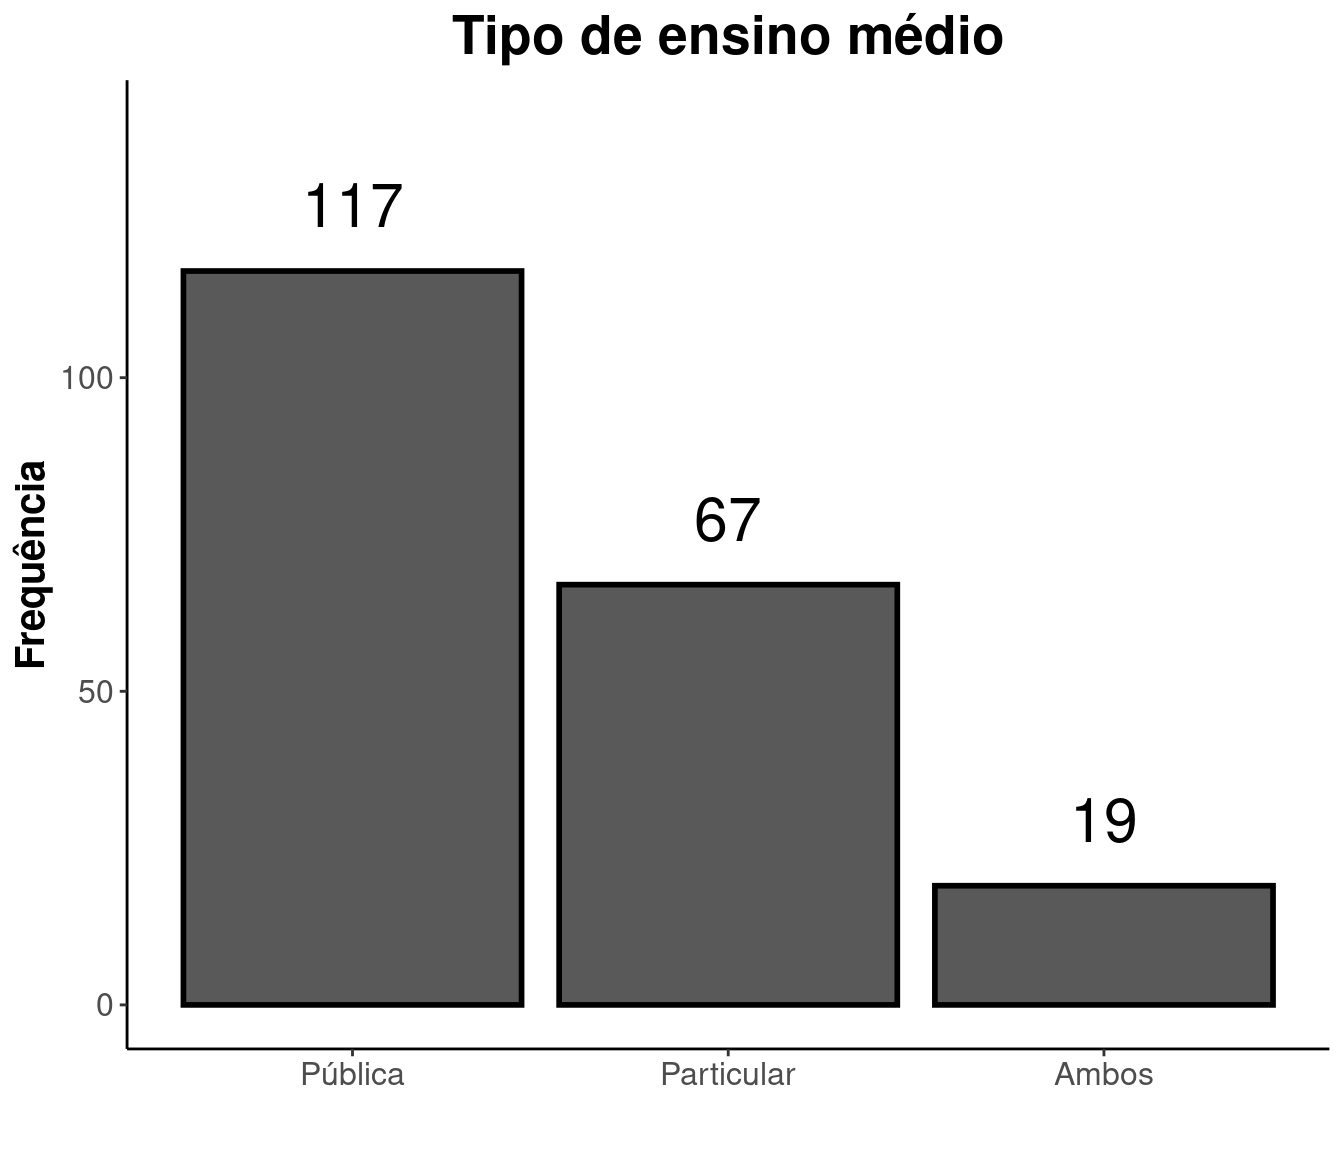 Tipo de ensino médio
117
67
19
100
50
0
Frequência
Pública
Particular
Ambos